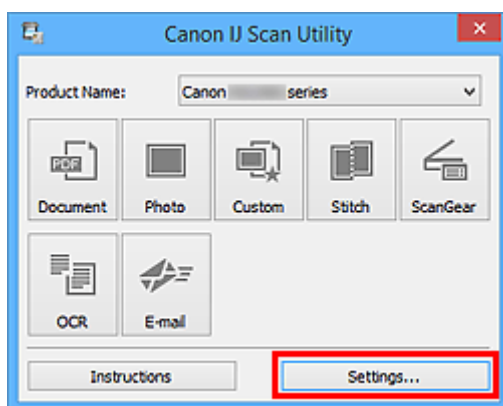 Canon IJ Scan Utility
Product Name: Canon series
PDF
Document Photo Custom Stitch ScanGear
OCR E-mail
Instructions Settings...